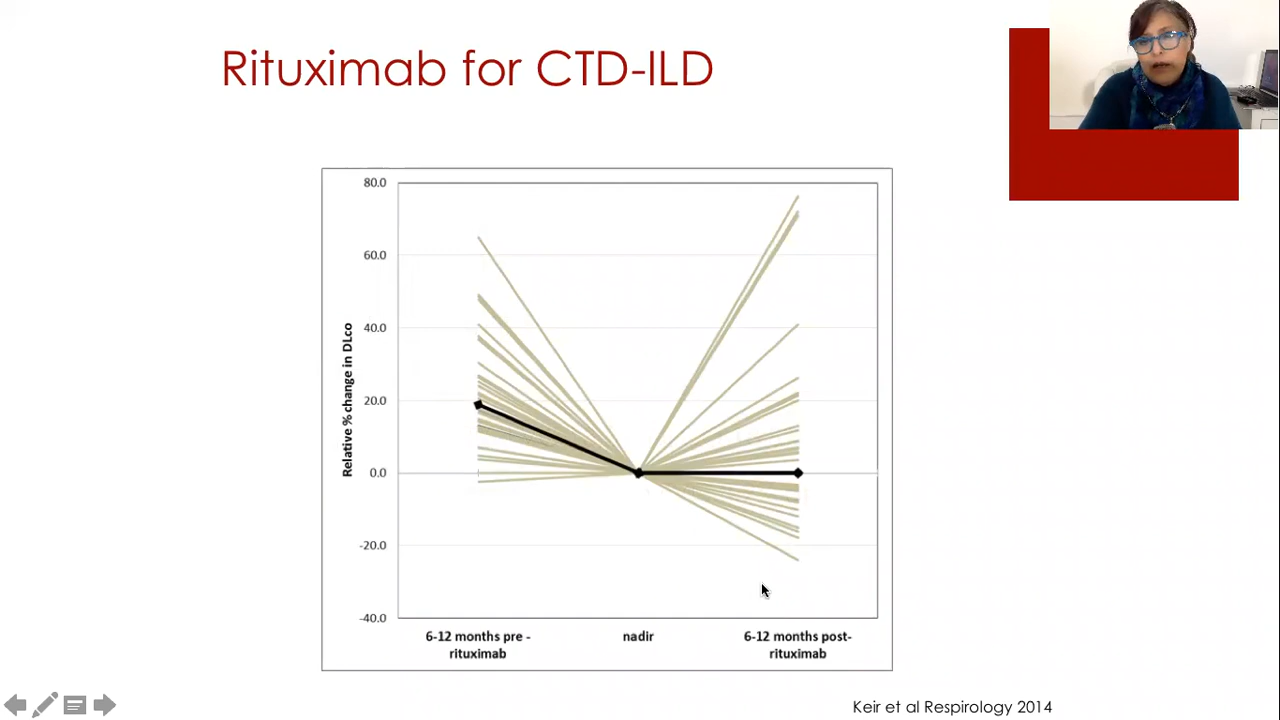 Rituximab for CTD-ILD
80.0
60.0
40.0
20.0
0.0
-20.0
-40.0
Relative % change in DLco
6-12 months pre -
rituximab
nadir
6-12 months post-
rituximab
Keir et al Respirology 2014